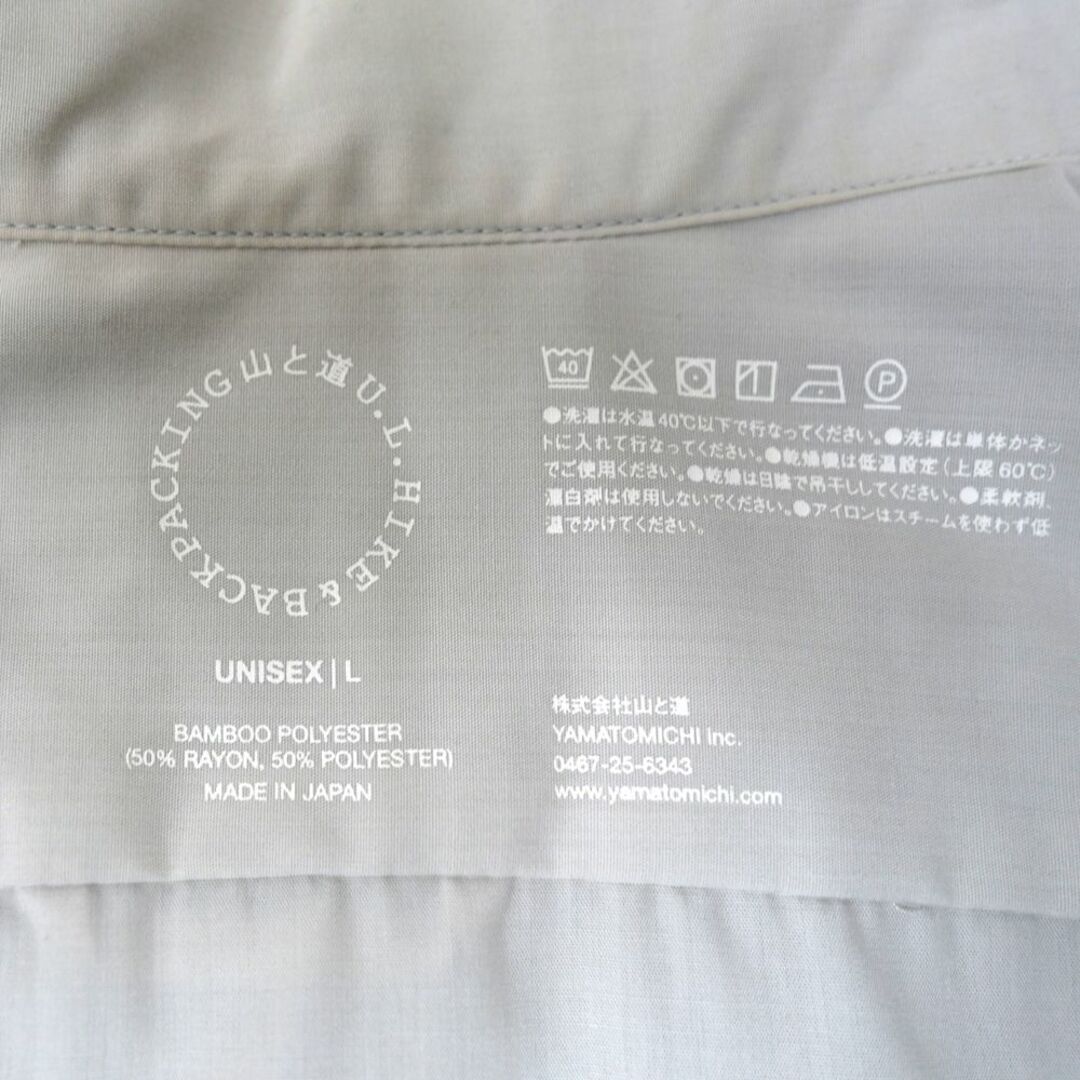 山と道 U.L. HIKE & BACKPACKING
UNISEX | L
BAMBOO POLYESTER
(50% RAYON, 50% POLYESTER)
MADE IN JAPAN
40 P
●洗濯は水温40℃以下で行なってください。●洗濯は単体かネッ
トに入れて行なってください。●乾燥機は低温設定(上限60℃)
でご使用ください。●乾燥は日陰で吊干ししてください。●柔軟剤、
漂白剤は使用しないでください。●アイロンはスチームを使わず低
温でかけてください。
株式会社山と道
YAMATOMICHI Inc.
0467-25-6343
www.yamatomichi.com